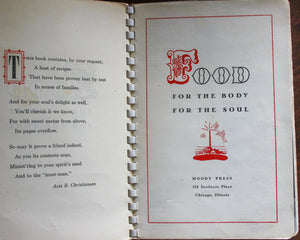 This book contains, by your request,
A host of recipes
That have been proven best by test
In scores of families.
And for your soul's delight as well,
You'll cherish it we know,
For with sweet nectar from above,
Its pages overflow.
So may it prove a friend indeed,
As you its contents scan,
Minist'ring to your spirit's need
And to the "inner-man."
Avis B. Christiansen
FOOD
FOR THE BODY
FOR THE SOUL
MOODY PRESS
153 Institute Place
Chicago, Illinois